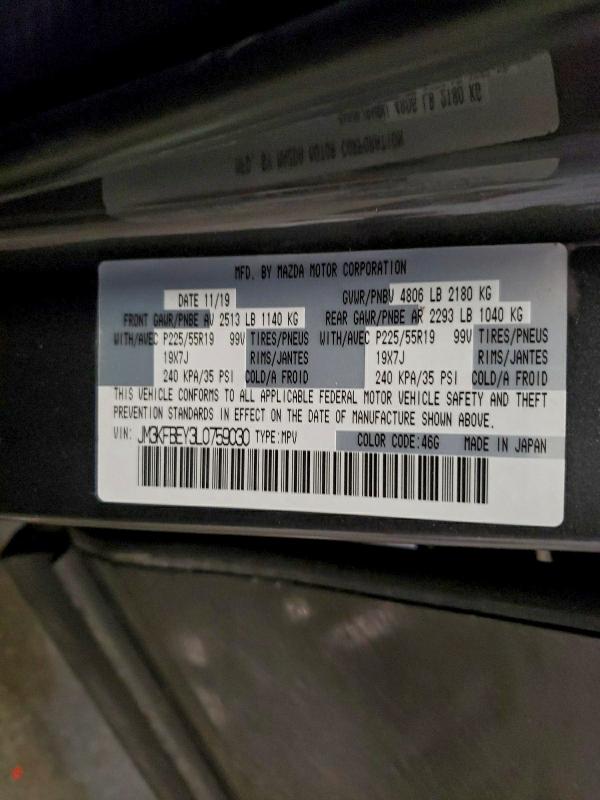 MFD. BY MAZDA MOTOR CORPORATION
DATE 11/19 GVWR/PNBV 4806 LB 2180 KG
FRONT GAWR/PNBE AV 2513 LB 1140 KG REAR GAWR/PNBE AR 2293 LB 1040 KG
WITH/AVEC P225/55R19 99V TIRES/PNEUS WITH/AVEC P225/55R19 99V TIRES/PNEUS
19X7J RIMS/JANTES 19X7J RIMS/JANTES
240 KPA/35 PSI COLD/A FROID 240 KPA/35 PSI COLD/A FROID
THIS VEHICLE CONFORMS TO ALL APPLICABLE FEDERAL MOTOR VEHICLE SAFETY AND THEFT
PREVENTION STANDARDS IN EFFECT ON THE DATE OF MANUFACTURE SHOWN ABOVE.
VIN: JM3KFBEY3L0759030 TYPE:MPV COLOR CODE:46G MADE IN JAPAN